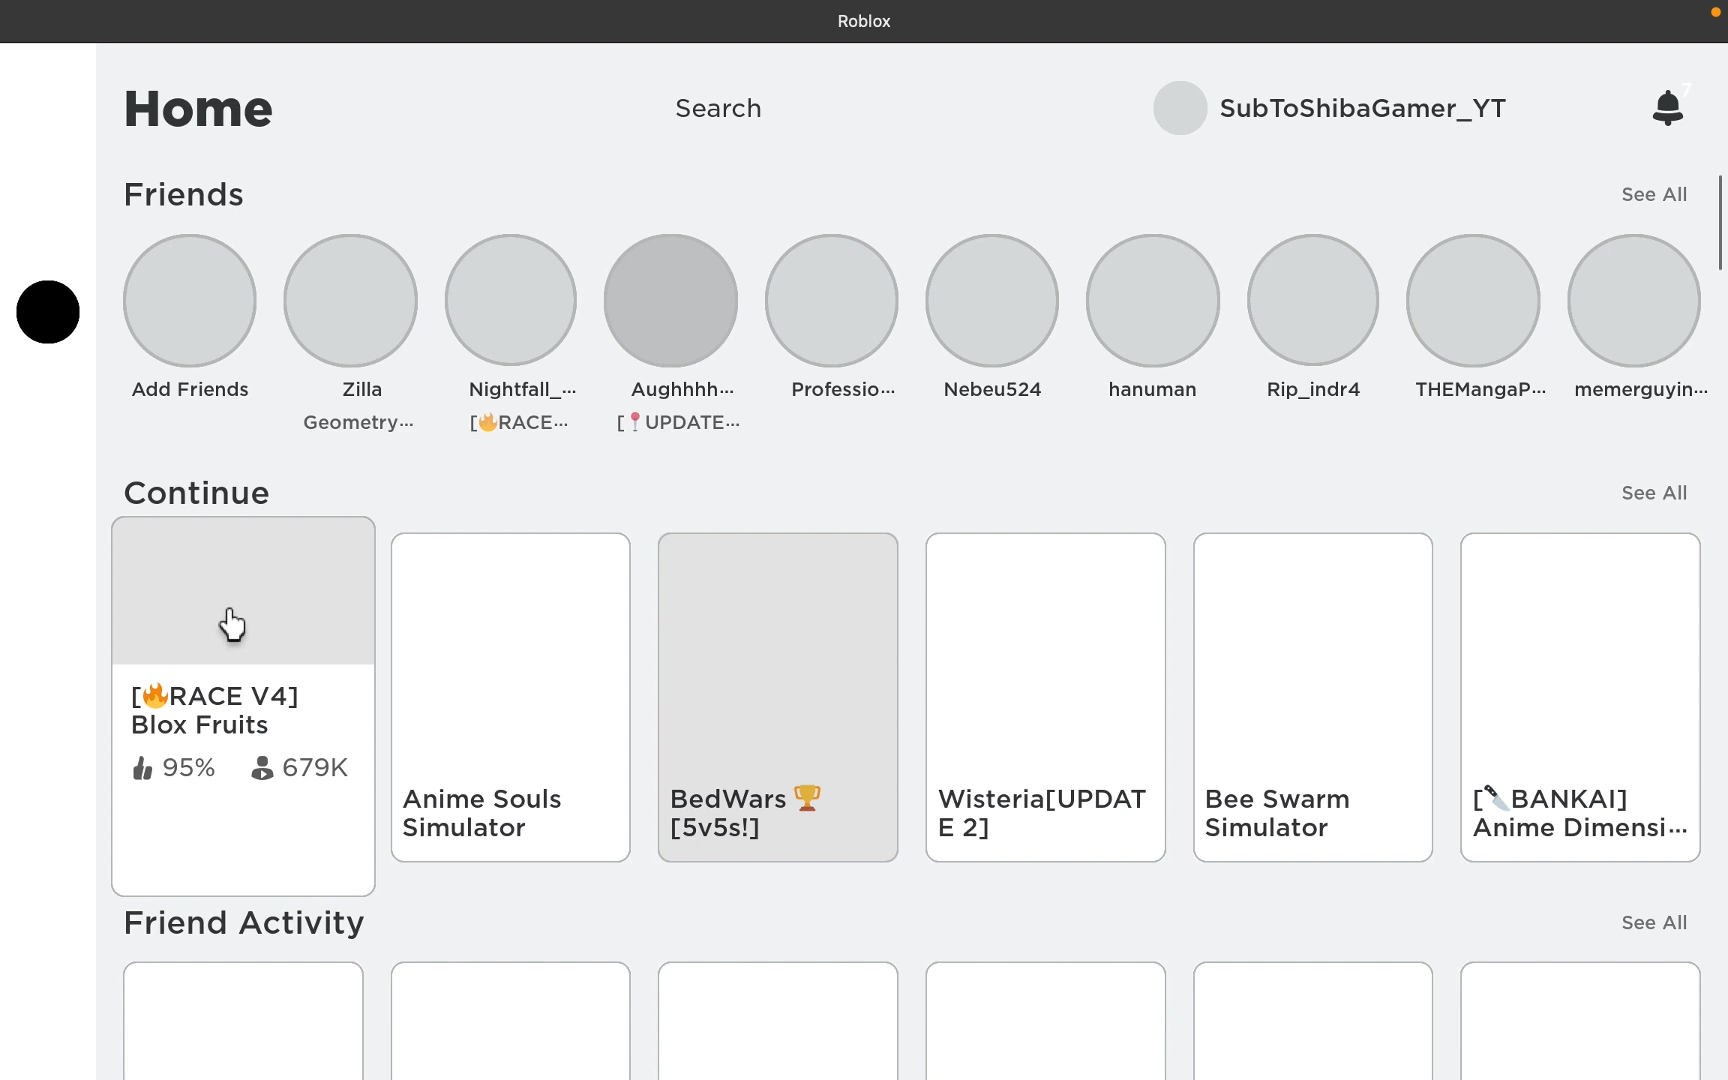 Roblox
Home
Search
SubToShibaGamer_YT
7
Friends
See All
Add Friends
Zilla
Nightfall_...
Aughhhh...
Professio...
Nebeu524
hanuman
Rip_indr4
THEMangaP...
memerguyin...
Geometry...
[🔥RACE...
[📍UPDATE...
Continue
See All
[🔥RACE V4]
Blox Fruits
95% 679K
Anime Souls
Simulator
BedWars 🏆
[5v5s!]
Wisteria[UPDAT
E 2]
Bee Swarm
Simulator
[🔪BANKAI]
Anime Dimensi...
Friend Activity
See All